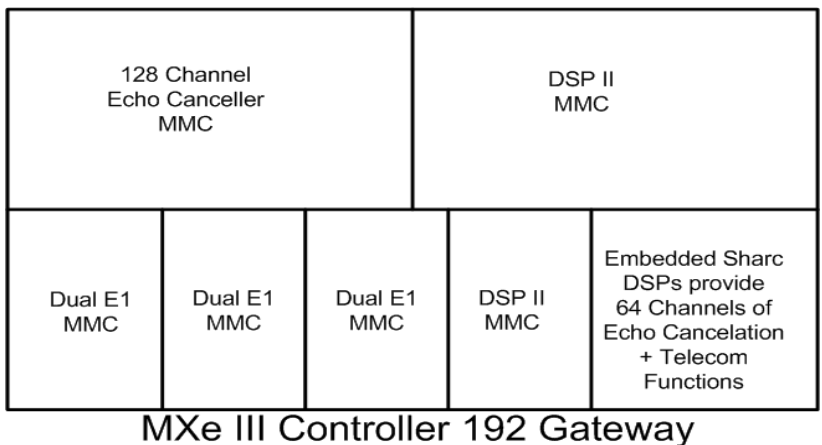 128 Channel
Echo Canceller
MMC
DSP II
MMC
Dual E1
MMC
Dual E1
MMC
Dual E1
MMC
DSP II
MMC
Embedded Sharc
DSPs provide
64 Channels of
Echo Cancelation
+ Telecom
Functions
MXe III Controller 192 Gateway